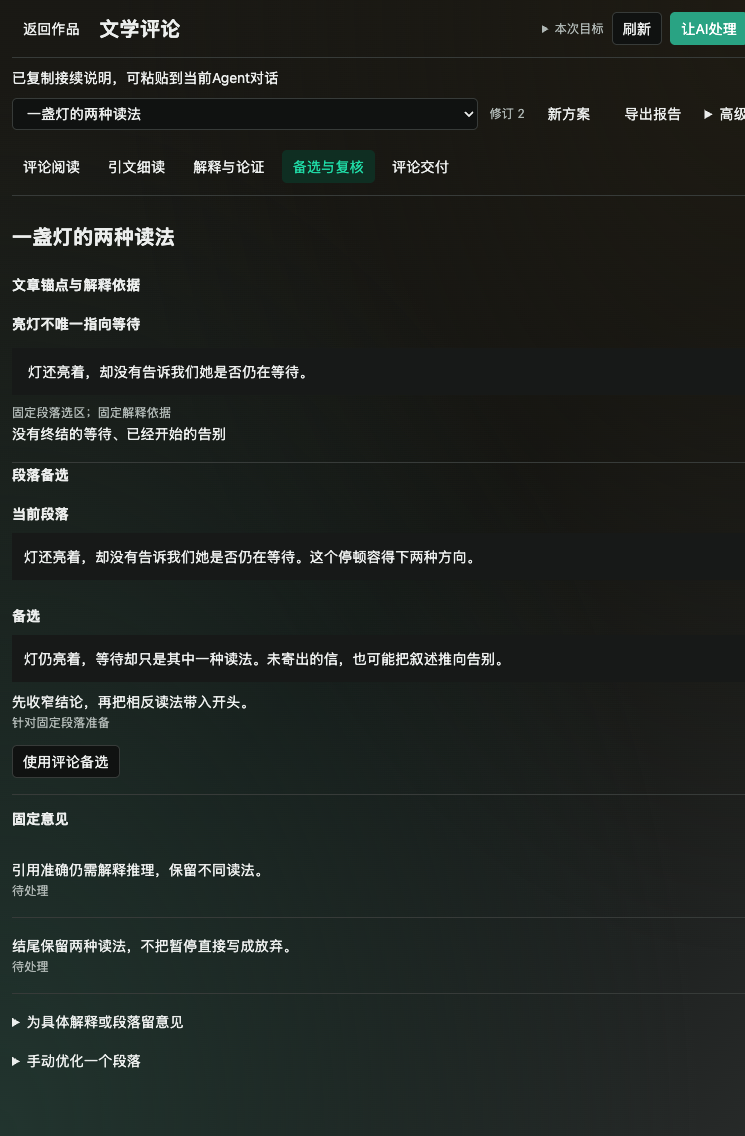 返回作品 文学评论 ▶ 本次目标 刷新 让AI处理
已复制接续说明，可粘贴到当前Agent对话
一盏灯的两种读法 修订 2 新方案 导出报告 ▶ 高级
评论阅读 引文细读 解释与论证 备选与复核 评论交付
一盏灯的两种读法
文章锚点与解释依据
亮灯不唯一指向等待
灯还亮着，却没有告诉我们她是否仍在等待。
固定段落选区；固定解释依据
没有终结的等待、已经开始的告别
段落备选
当前段落
灯还亮着，却没有告诉我们她是否仍在等待。这个停顿容得下两种方向。
备选
灯仍亮着，等待却只是其中一种读法。未寄出的信，也可能把叙述推向告别。
先收窄结论，再把相反读法带入开头。
针对固定段落准备
使用评论备选
固定意见
引用准确仍需解释推理，保留不同读法。
待处理
结尾保留两种读法，不把暂停直接写成放弃。
待处理
▶ 为具体解释或段落留意见
▶ 手动优化一个段落